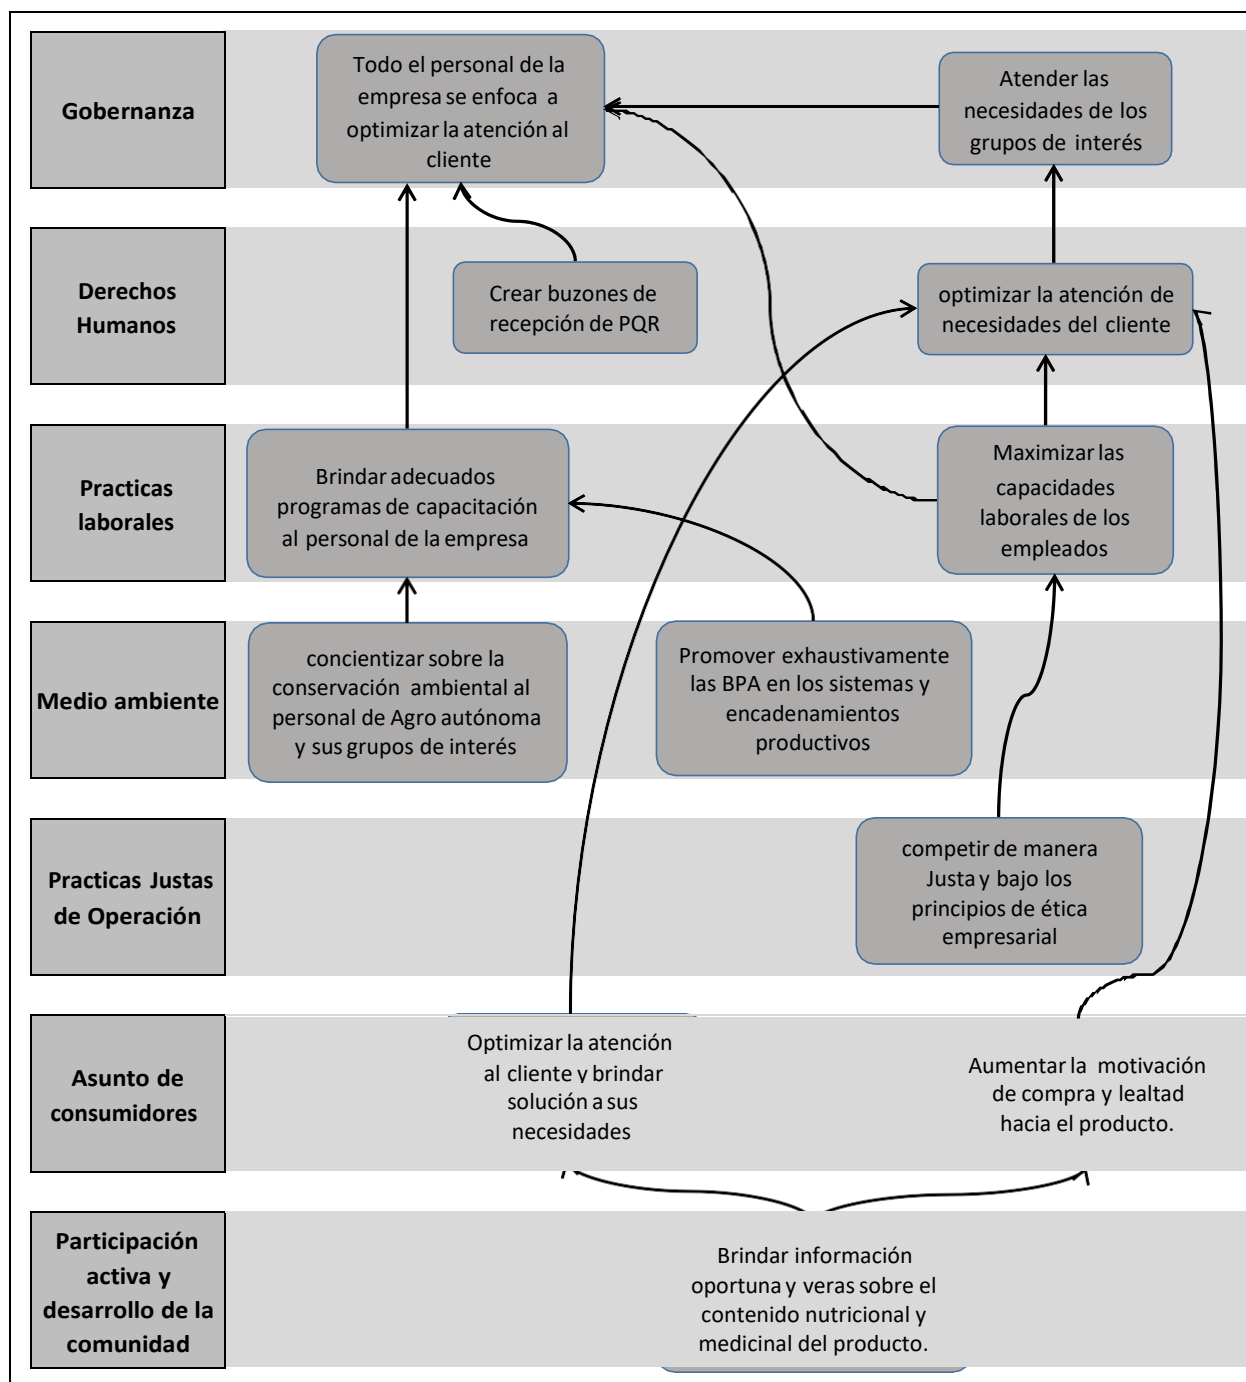 Gobernanza
Todo el personal de la
empresa se enfoca a
optimizar la atención al
cliente
Atender las
necesidades de los
grupos de interés
Derechos
Humanos
Crear buzones de
recepción de PQR
optimizar la atención de
necesidades del cliente
Practicas
laborales
Brindar adecuados
programas de capacitación
al personal de la empresa
Maximizar las
capacidades
laborales de los
empleados
Medio ambiente
concientizar sobre la
conservación ambiental al
personal de Agro autónoma
y sus grupos de interés
Promover exhaustivamente
las BPA en los sistemas y
encadenamientos
productivos
Practicas Justas
de Operación
competir de manera
Justa y bajo los
principios de ética
empresarial
Asunto de
consumidores
Optimizar la atención
al cliente y brindar
solución a sus
necesidades
Aumentar la motivación
de compra y lealtad
hacia el producto.
Participación
activa y
desarrollo de la
comunidad
Brindar información
oportuna y veras sobre el
contenido nutricional y
medicinal del producto.